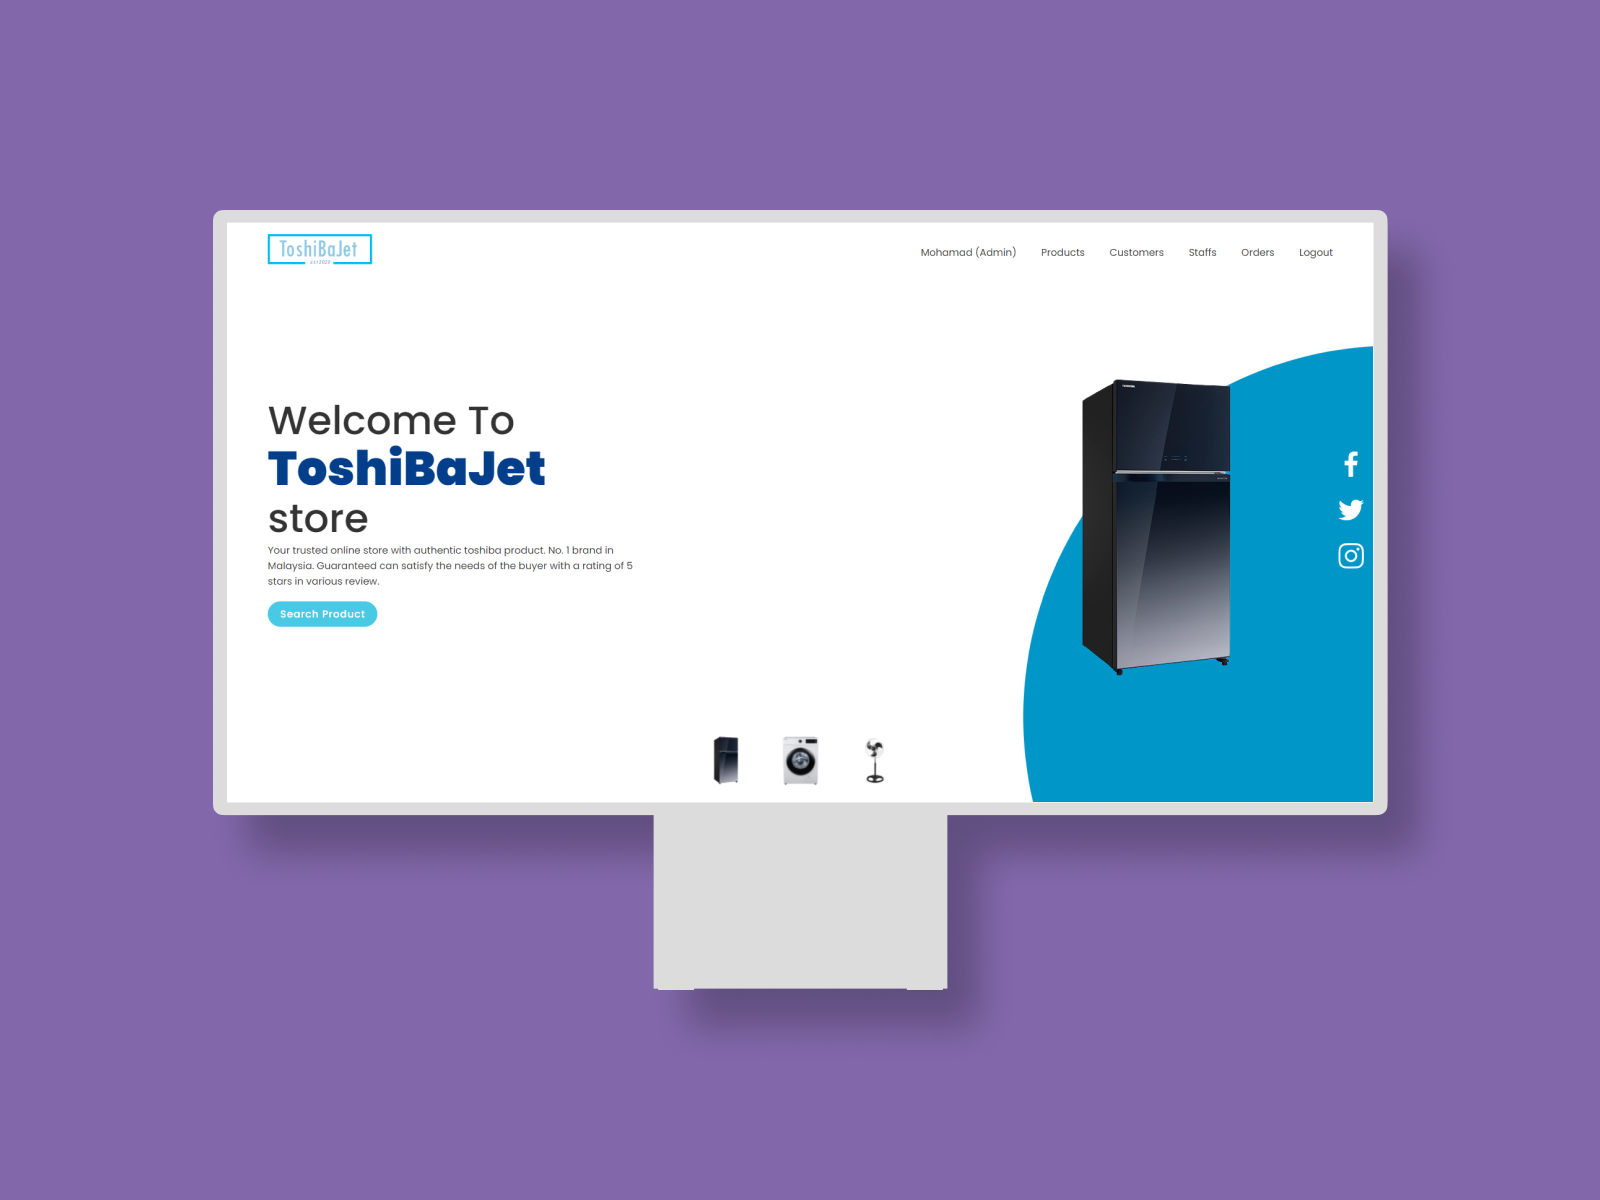 ToshiBaJet
est2020
Mohamad (Admin) Products Customers Staffs Orders Logout
Welcome To
ToshiBaJet
store
Your trusted online store with authentic toshiba product. No. 1 brand in
Malaysia. Guaranteed can satisfy the needs of the buyer with a rating of 5
stars in various review.
Search Product